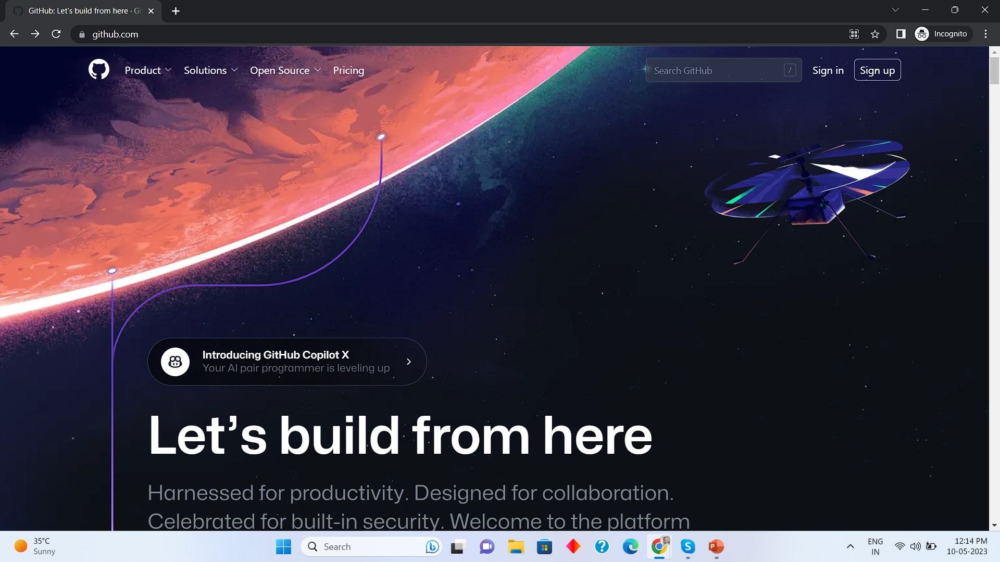 GitHub: Let's build from here · Gi
github.com
Incognito
Product
Solutions
Open Source
Pricing
Search GitHub
/
Sign in
Sign up
Introducing GitHub Copilot X
Your AI pair programmer is leveling up
Let’s build from here
Harnessed for productivity. Designed for collaboration.
Celebrated for built-in security. Welcome to the platform
35°C
Sunny
Search
ENG
IN
12:14 PM
10-05-2023